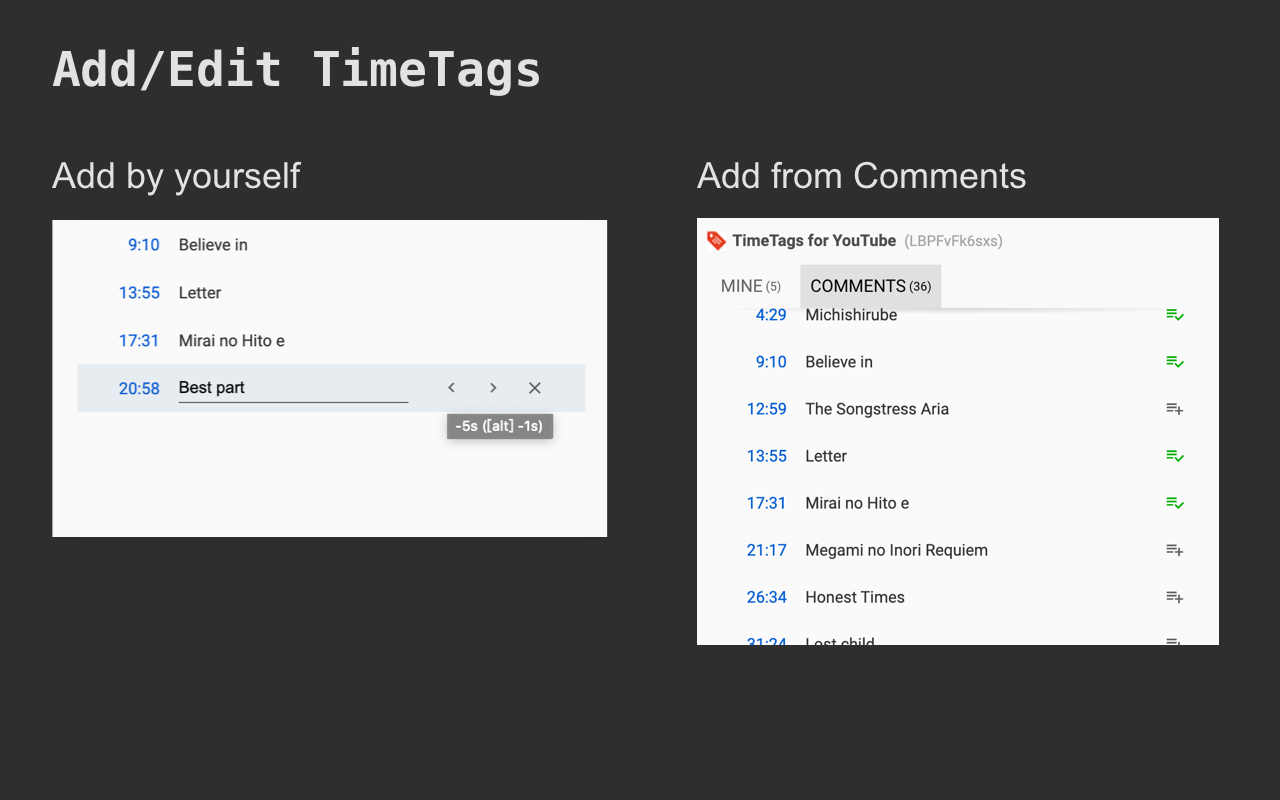 Add/Edit TimeTags
Add by yourself
9:10 Believe in
13:55 Letter
17:31 Mirai no Hito e
20:58 Best part
-5s ([alt] -1s)
Add from Comments
TimeTags for YouTube (LBPFvFk6sxs)
MINE (5) COMMENTS (36)
4:29 Michishirube
9:10 Believe in
12:59 The Songstress Aria
13:55 Letter
17:31 Mirai no Hito e
21:17 Megami no Inori Requiem
26:34 Honest Times
31:24 Lost child